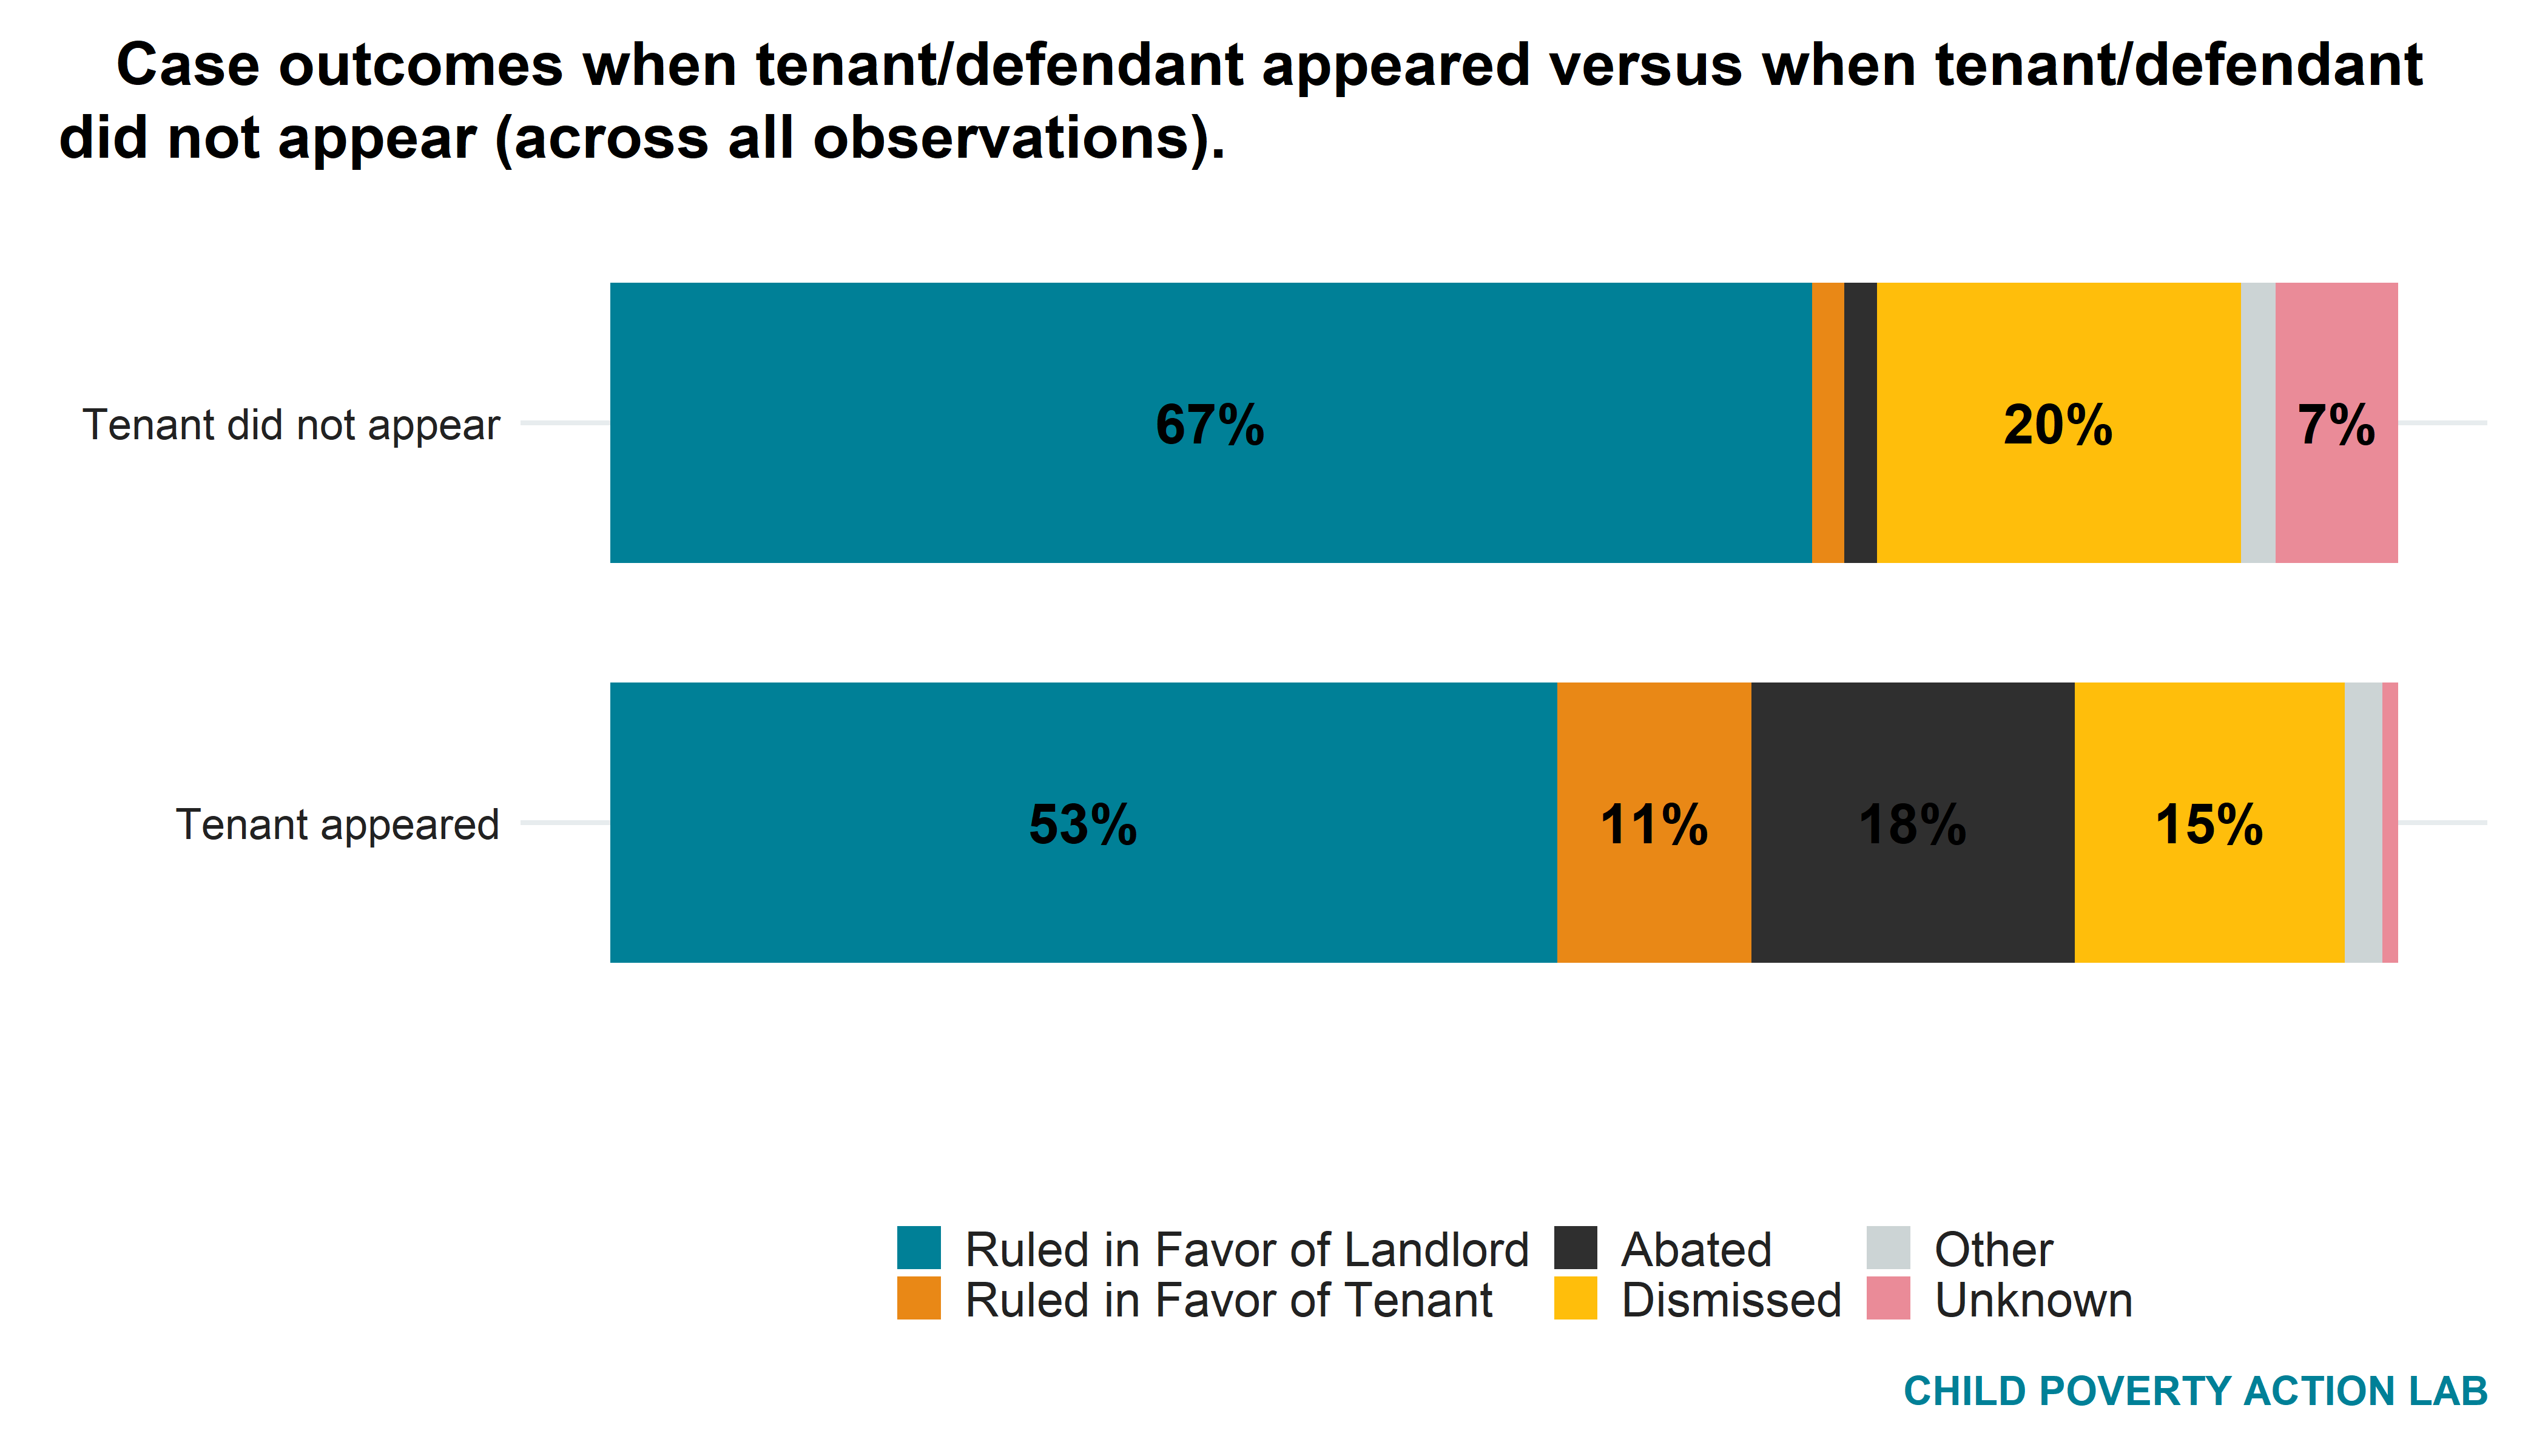 Case outcomes when tenant/defendant appeared versus when tenant/defendant
did not appear (across all observations).
Tenant did not appear
67%
20%
7%
Tenant appeared
53%
11%
18%
15%
Ruled in Favor of Landlord
Abated
Other
Ruled in Favor of Tenant
Dismissed
Unknown
CHILD POVERTY ACTION LAB